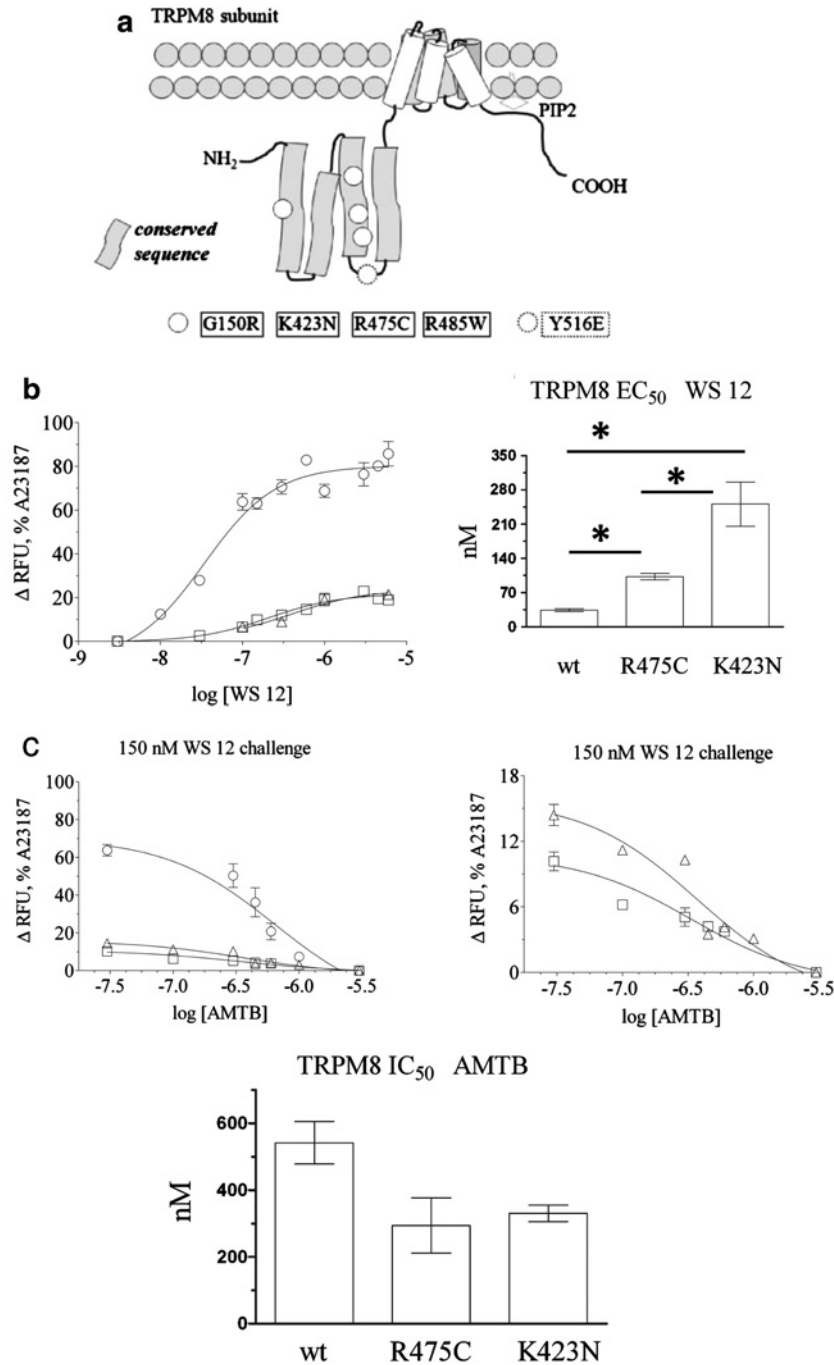 a
TRPM8 subunit
PIP2
NH2
COOH
conserved
sequence
G150R K423N R475C R485W Y516E
b
TRPM8 EC50 WS 12
Δ RFU, % A23187
100
80
60
40
20
0
-9 -8 -7 -6 -5
log [WS 12]
nM
350
280
210
140
70
0
*
*
*
wt R475C K423N
C
150 nM WS 12 challenge
Δ RFU, % A23187
100
80
60
40
20
0
-7.5 -7.0 -6.5 -6.0 -5.5
log [AMTB]
150 nM WS 12 challenge
Δ RFU, % A23187
18
12
6
0
-7.5 -7.0 -6.5 -6.0 -5.5
log [AMTB]
TRPM8 IC50 AMTB
nM
600
400
200
0
wt R475C K423N